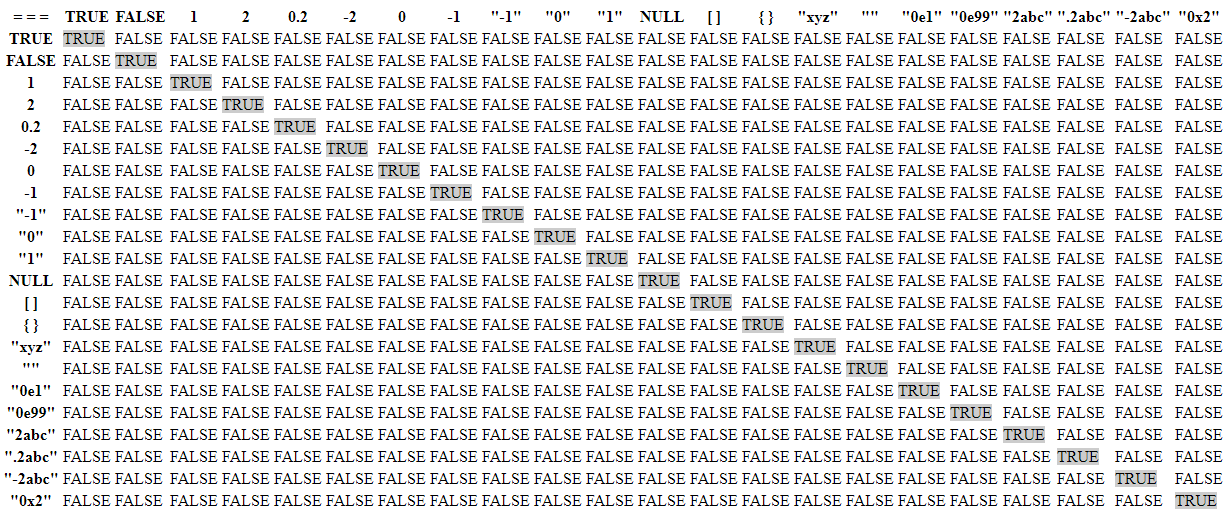 === TRUE FALSE 1 2 0.2 -2 0 -1 "-1" "0" "1" NULL [ ] { } "xyz" "" "0e1" "0e99" "2abc" ".2abc" "-2abc" "0x2"
TRUE TRUE FALSE FALSE FALSE FALSE FALSE FALSE FALSE FALSE FALSE FALSE FALSE FALSE FALSE FALSE FALSE FALSE FALSE FALSE FALSE FALSE FALSE
FALSE FALSE TRUE FALSE FALSE FALSE FALSE FALSE FALSE FALSE FALSE FALSE FALSE FALSE FALSE FALSE FALSE FALSE FALSE FALSE FALSE FALSE FALSE
1 FALSE FALSE TRUE FALSE FALSE FALSE FALSE FALSE FALSE FALSE FALSE FALSE FALSE FALSE FALSE FALSE FALSE FALSE FALSE FALSE FALSE FALSE
2 FALSE FALSE FALSE TRUE FALSE FALSE FALSE FALSE FALSE FALSE FALSE FALSE FALSE FALSE FALSE FALSE FALSE FALSE FALSE FALSE FALSE FALSE
0.2 FALSE FALSE FALSE FALSE TRUE FALSE FALSE FALSE FALSE FALSE FALSE FALSE FALSE FALSE FALSE FALSE FALSE FALSE FALSE FALSE FALSE FALSE
-2 FALSE FALSE FALSE FALSE FALSE TRUE FALSE FALSE FALSE FALSE FALSE FALSE FALSE FALSE FALSE FALSE FALSE FALSE FALSE FALSE FALSE FALSE
0 FALSE FALSE FALSE FALSE FALSE FALSE TRUE FALSE FALSE FALSE FALSE FALSE FALSE FALSE FALSE FALSE FALSE FALSE FALSE FALSE FALSE FALSE
-1 FALSE FALSE FALSE FALSE FALSE FALSE FALSE TRUE FALSE FALSE FALSE FALSE FALSE FALSE FALSE FALSE FALSE FALSE FALSE FALSE FALSE FALSE
"-1" FALSE FALSE FALSE FALSE FALSE FALSE FALSE FALSE TRUE FALSE FALSE FALSE FALSE FALSE FALSE FALSE FALSE FALSE FALSE FALSE FALSE FALSE
"0" FALSE FALSE FALSE FALSE FALSE FALSE FALSE FALSE FALSE TRUE FALSE FALSE FALSE FALSE FALSE FALSE FALSE FALSE FALSE FALSE FALSE FALSE
"1" FALSE FALSE FALSE FALSE FALSE FALSE FALSE FALSE FALSE FALSE TRUE FALSE FALSE FALSE FALSE FALSE FALSE FALSE FALSE FALSE FALSE FALSE
NULL FALSE FALSE FALSE FALSE FALSE FALSE FALSE FALSE FALSE FALSE FALSE TRUE FALSE FALSE FALSE FALSE FALSE FALSE FALSE FALSE FALSE FALSE
[ ] FALSE FALSE FALSE FALSE FALSE FALSE FALSE FALSE FALSE FALSE FALSE FALSE TRUE FALSE FALSE FALSE FALSE FALSE FALSE FALSE FALSE FALSE
{ } FALSE FALSE FALSE FALSE FALSE FALSE FALSE FALSE FALSE FALSE FALSE FALSE FALSE TRUE FALSE FALSE FALSE FALSE FALSE FALSE FALSE FALSE
"xyz" FALSE FALSE FALSE FALSE FALSE FALSE FALSE FALSE FALSE FALSE FALSE FALSE FALSE FALSE TRUE FALSE FALSE FALSE FALSE FALSE FALSE FALSE
"" FALSE FALSE FALSE FALSE FALSE FALSE FALSE FALSE FALSE FALSE FALSE FALSE FALSE FALSE FALSE TRUE FALSE FALSE FALSE FALSE FALSE FALSE
"0e1" FALSE FALSE FALSE FALSE FALSE FALSE FALSE FALSE FALSE FALSE FALSE FALSE FALSE FALSE FALSE FALSE TRUE FALSE FALSE FALSE FALSE FALSE
"0e99" FALSE FALSE FALSE FALSE FALSE FALSE FALSE FALSE FALSE FALSE FALSE FALSE FALSE FALSE FALSE FALSE FALSE TRUE FALSE FALSE FALSE FALSE
"2abc" FALSE FALSE FALSE FALSE FALSE FALSE FALSE FALSE FALSE FALSE FALSE FALSE FALSE FALSE FALSE FALSE FALSE FALSE TRUE FALSE FALSE FALSE
".2abc" FALSE FALSE FALSE FALSE FALSE FALSE FALSE FALSE FALSE FALSE FALSE FALSE FALSE FALSE FALSE FALSE FALSE FALSE FALSE TRUE FALSE FALSE
"-2abc" FALSE FALSE FALSE FALSE FALSE FALSE FALSE FALSE FALSE FALSE FALSE FALSE FALSE FALSE FALSE FALSE FALSE FALSE FALSE FALSE TRUE FALSE
"0x2" FALSE FALSE FALSE FALSE FALSE FALSE FALSE FALSE FALSE FALSE FALSE FALSE FALSE FALSE FALSE FALSE FALSE FALSE FALSE FALSE FALSE TRUE